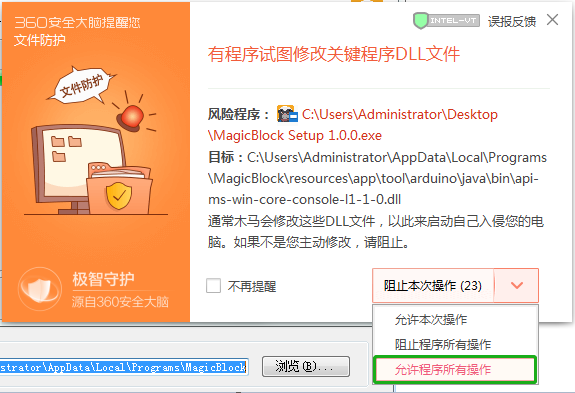 360安全大脑提醒您
文件防护
INTEL-VT
误报反馈
文件防护
有程序试图修改关键程序DLL文件
风险程序： C:\Users\Administrator\Desktop
\MagicBlock Setup 1.0.0.exe
目标：C:\Users\Administrator\AppData\Local\Programs
\MagicBlock\resources\app\tool\arduino\java\bin\api-
ms-win-core-console-l1-1-0.dll
通常木马会修改这些DLL文件，以此来启动自己入侵您的电
脑。如果不是您主动修改，请阻止。
极智守护
源自360安全大脑
不再提醒
阻止本次操作 (23)
允许本次操作
阻止程序所有操作
允许程序所有操作
strator\AppData\Local\Programs\MagicBlock
浏览(B)...